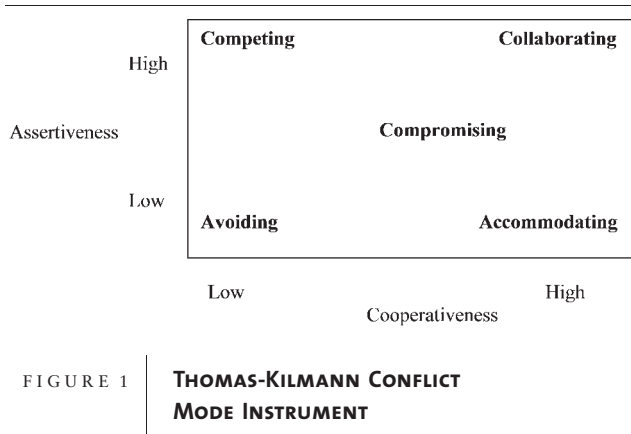 Competing Collaborating
High
Assertiveness Compromising
Low
Avoiding Accommodating
Low High
Cooperativeness
FIGURE 1 THOMAS-KILMANN CONFLICT
MODE INSTRUMENT